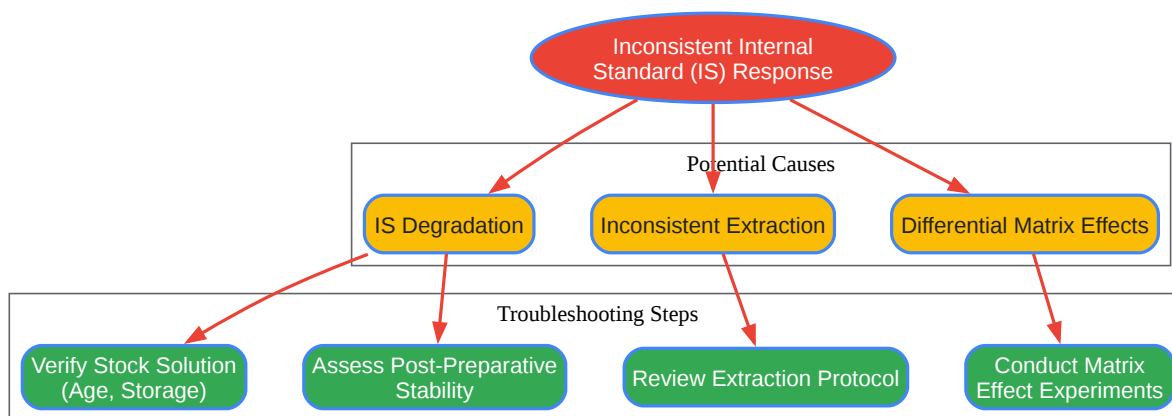 Inconsistent Internal
Standard (IS) Response
Potential Causes
IS Degradation
Inconsistent Extraction
Differential Matrix Effects
Troubleshooting Steps
Verify Stock Solution
(Age, Storage)
Assess Post-Preparative
Stability
Review Extraction Protocol
Conduct Matrix
Effect Experiments